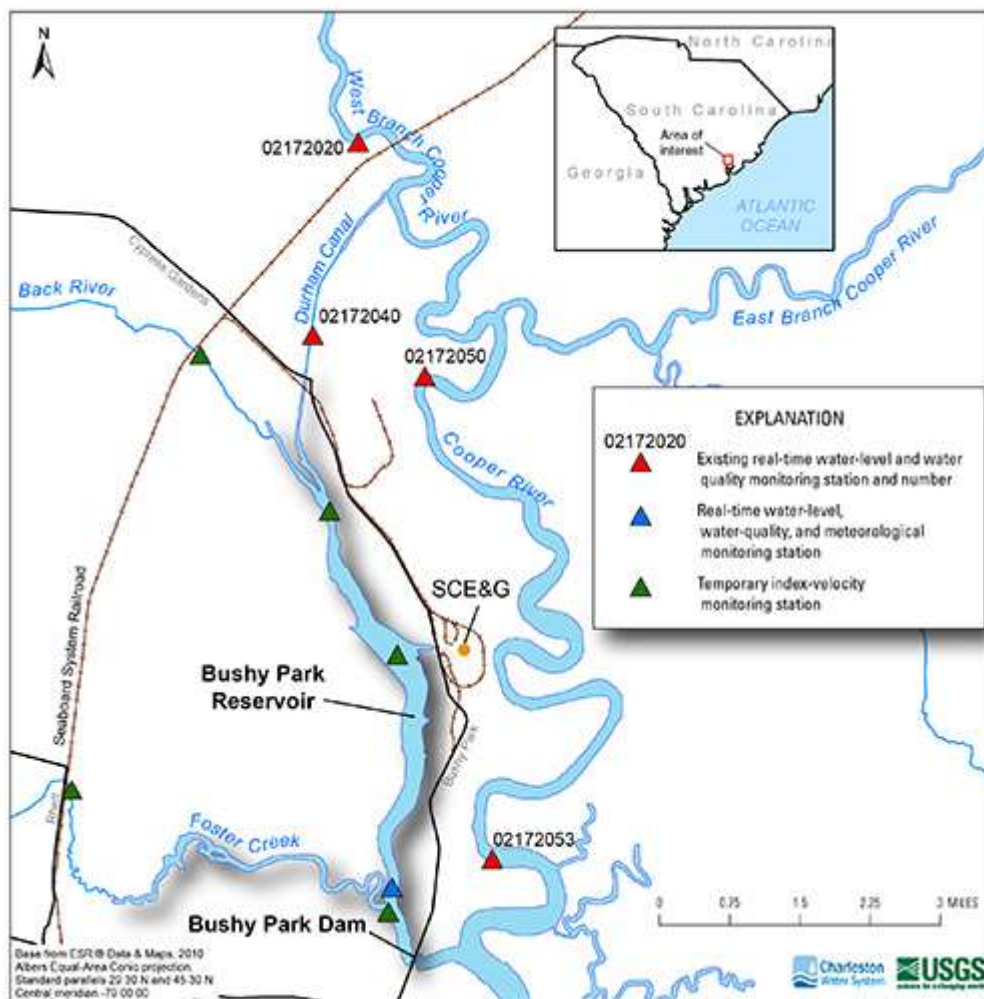 N
North Carolina
South Carolina
Area of
interest
Georgia
ATLANTIC
OCEAN
West Branch Cooper
River
02172020
Durham Canal
Cypress Gardens
Back River
02172040
02172050
East Branch Cooper River
Cooper River
EXPLANATION
02172020
Existing real-time water-level and water
quality monitoring station and number
Real-time water-level,
water-quality, and meteorological
monitoring station
Temporary index-velocity
monitoring station
SCE&G
Seaboard System Railroad
Bushy Park
Reservoir
Bushy Park
Rhett
Foster Creek
02172053
Bushy Park Dam
0 0.75 1.5 2.25 3 MILES
Base from ESRI® Data & Maps, 2010
Albers Equal-Area Conic projection,
Standard parallels 29 30 N and 45 30 N
Central meridian -79 00 00
Charleston
Water System
USGS